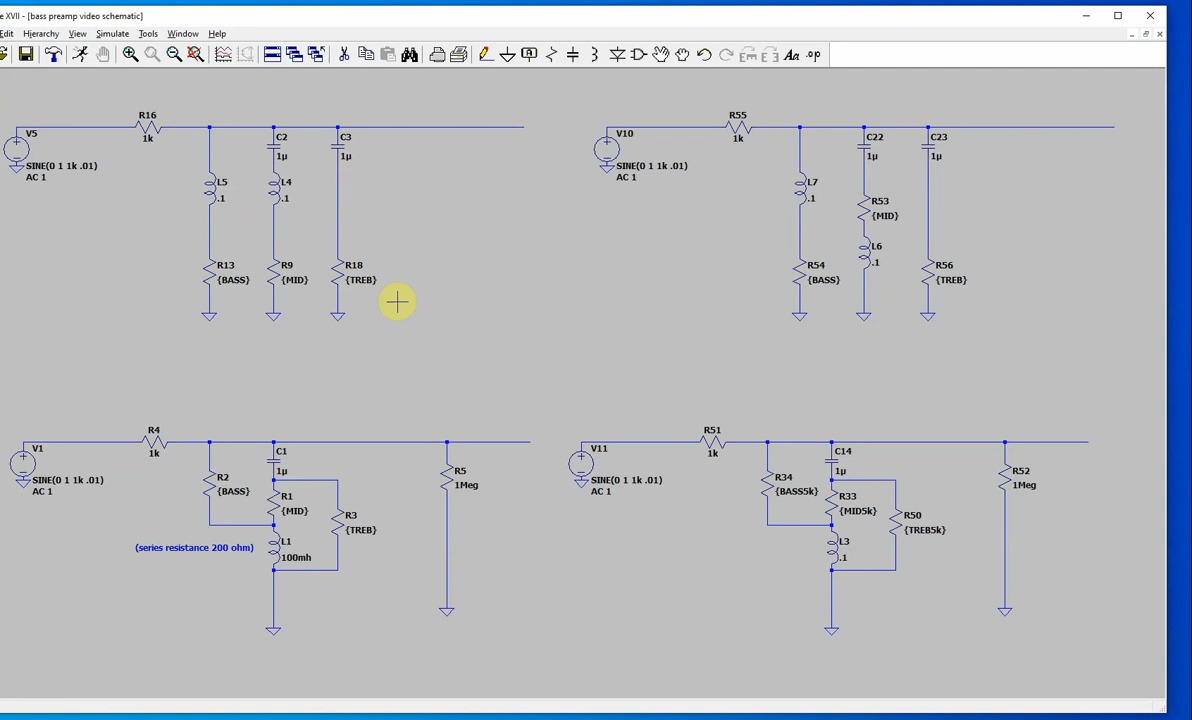 e XVII - [bass preamp video schematic]
Edit Hierarchy View Simulate Tools Window Help
Aa .op
R16
1k
V5
SINE(0 1 1k .01)
AC 1
L5
.1
R13
{BASS}
C2
1µ
L4
.1
R9
{MID}
C3
1µ
R18
{TREB}
R55
1k
V10
SINE(0 1 1k .01)
AC 1
L7
.1
R54
{BASS}
C22
1µ
R53
{MID}
L6
.1
C23
1µ
R56
{TREB}
R4
1k
V1
SINE(0 1 1k .01)
AC 1
R2
{BASS}
C1
1µ
R1
{MID}
R3
{TREB}
L1
100mh
(series resistance 200 ohm)
R5
1Meg
R51
1k
V11
SINE(0 1 1k .01)
AC 1
R34
{BASS5k}
C14
1µ
R33
{MID5k}
R50
{TREB5k}
L3
.1
R52
1Meg